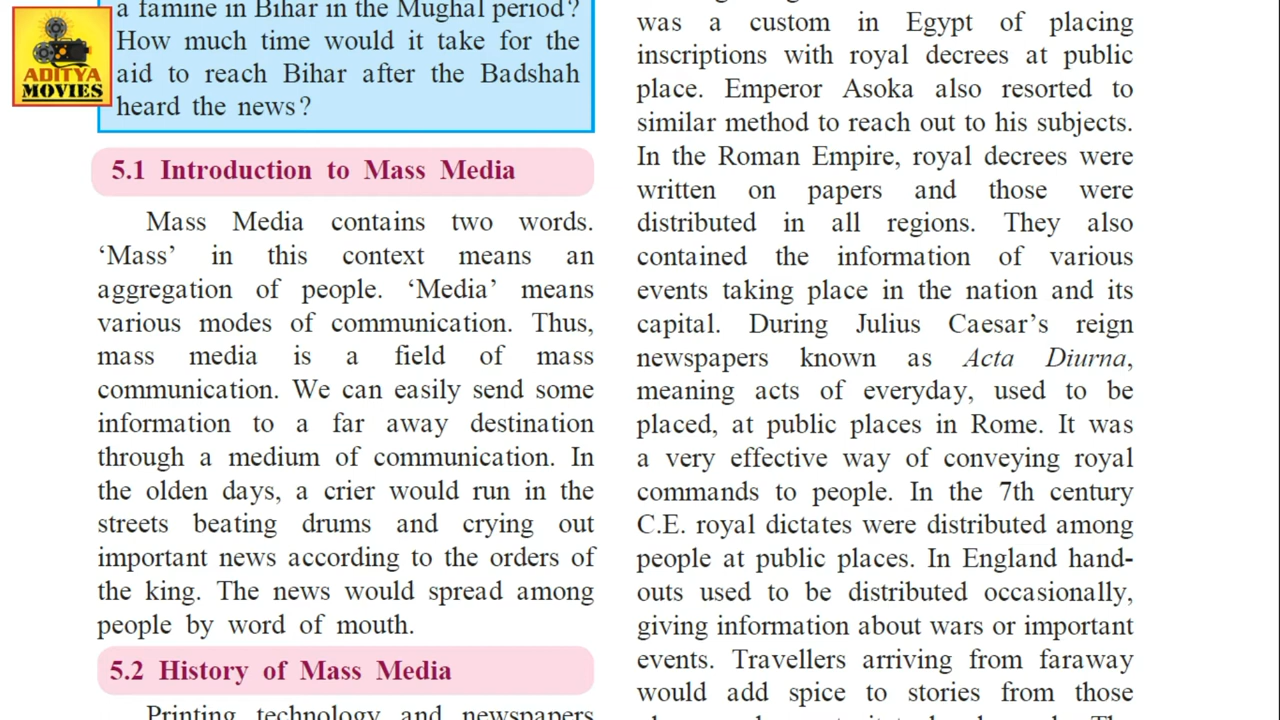 ADITYA
MOVIES
a famine in Bihar in the Mughal period?
How much time would it take for the
aid to reach Bihar after the Badshah
heard the news?
5.1 Introduction to Mass Media
Mass Media contains two words.
‘Mass’ in this context means an
aggregation of people. ‘Media’ means
various modes of communication. Thus,
mass media is a field of mass
communication. We can easily send some
information to a far away destination
through a medium of communication. In
the olden days, a crier would run in the
streets beating drums and crying out
important news according to the orders of
the king. The news would spread among
people by word of mouth.
5.2 History of Mass Media
Printing technology and newspapers
was a custom in Egypt of placing
inscriptions with royal decrees at public
place. Emperor Asoka also resorted to
similar method to reach out to his subjects.
In the Roman Empire, royal decrees were
written on papers and those were
distributed in all regions. They also
contained the information of various
events taking place in the nation and its
capital. During Julius Caesar’s reign
newspapers known as Acta Diurna,
meaning acts of everyday, used to be
placed, at public places in Rome. It was
a very effective way of conveying royal
commands to people. In the 7th century
C.E. royal dictates were distributed among
people at public places. In England hand-
outs used to be distributed occasionally,
giving information about wars or important
events. Travellers arriving from faraway
would add spice to stories from those